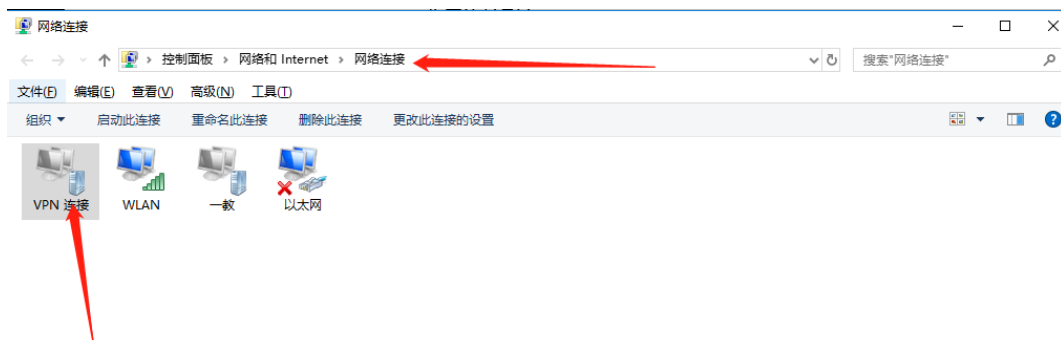 网络连接
控制面板 › 网络和 Internet › 网络连接
搜索"网络连接"
文件(F) 编辑(E) 查看(V) 高级(N) 工具(T)
组织 启动此连接 重命名此连接 删除此连接 更改此连接的设置
VPN 连接 WLAN 一教 以太网